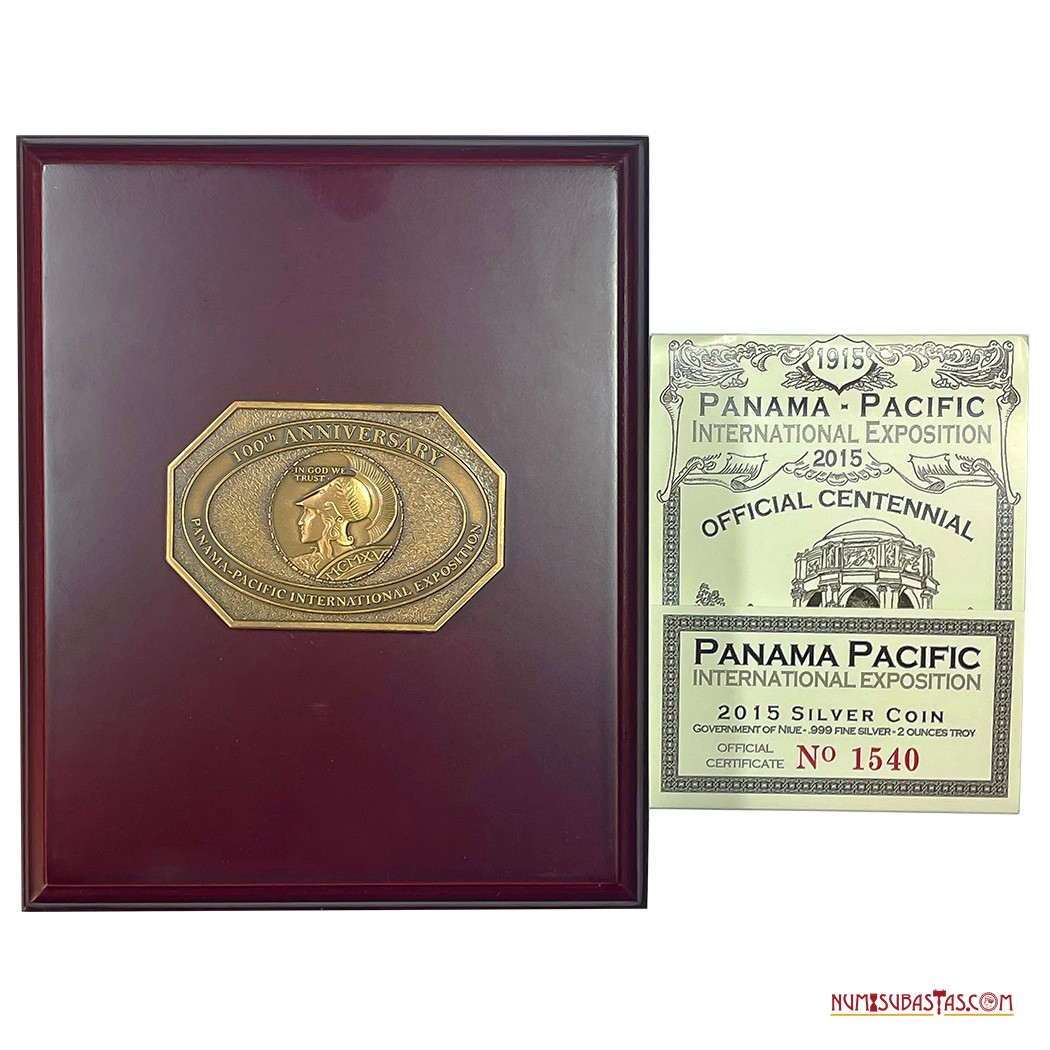 100th ANNIVERSARY
IN GOD WE
TRUST
MCMXV
PANAMA-PACIFIC INTERNATIONAL EXPOSITION
1915
PANAMA - PACIFIC
INTERNATIONAL EXPOSITION
2015
OFFICIAL CENTENNIAL
PANAMA PACIFIC
INTERNATIONAL EXPOSITION
2015 SILVER COIN
GOVERNMENT OF NIUE - .999 FINE SILVER - 2 OUNCES TROY
OFFICIAL
CERTIFICATE Nº 1540
NUMISUBASTAS.COM